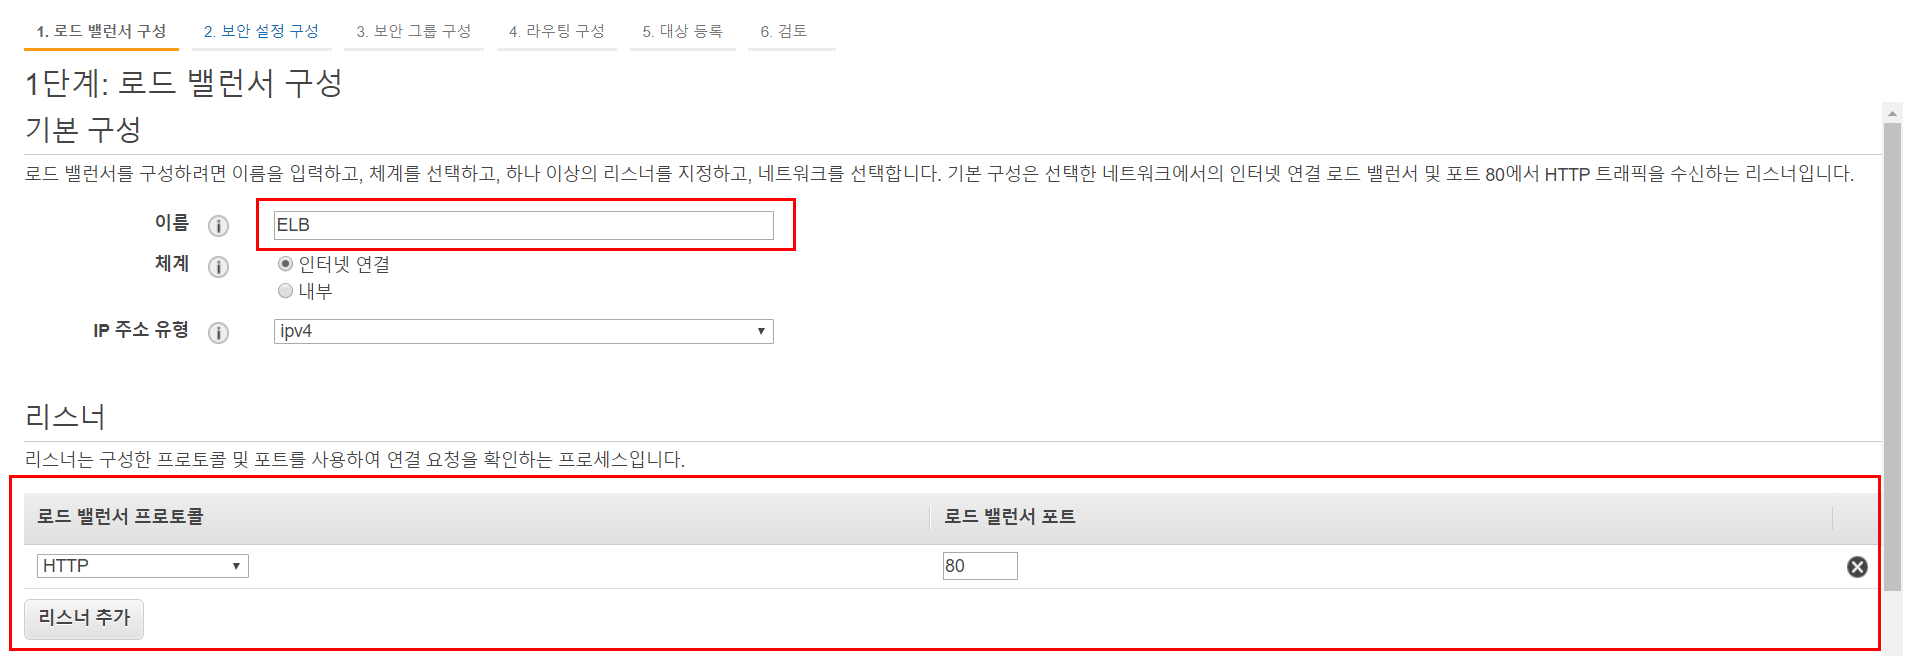 1. 로드 밸런서 구성 2. 보안 설정 구성 3. 보안 그룹 구성 4. 라우팅 구성 5. 대상 등록 6. 검토
1단계: 로드 밸런서 구성
기본 구성
로드 밸런서를 구성하려면 이름을 입력하고, 체계를 선택하고, 하나 이상의 리스너를 지정하고, 네트워크를 선택합니다. 기본 구성은 선택한 네트워크에서의 인터넷 연결 로드 밸런서 및 포트 80에서 HTTP 트래픽을 수신하는 리스너입니다.
이름 i ELB
체계 i 인터넷 연결
내부
IP 주소 유형 i ipv4
리스너
리스너는 구성한 프로토콜 및 포트를 사용하여 연결 요청을 확인하는 프로세스입니다.
로드 밸런서 프로토콜 로드 밸런서 포트
HTTP 80
리스너 추가